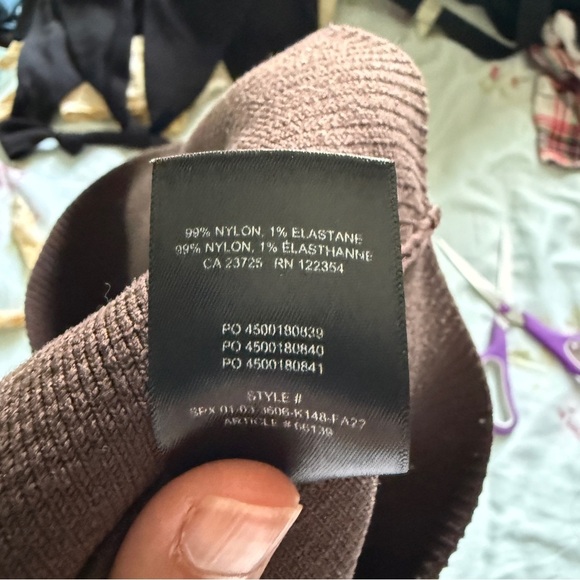 99% NYLON, 1% ELASTANE
99% NYLON, 1% ÉLASTHANNE
CA 23725 RN 122354
PO 4500180839
PO 4500180840
PO 4500180841
STYLE #
SRX 01-03-3606-K148-FA22
ARTICLE # 66139